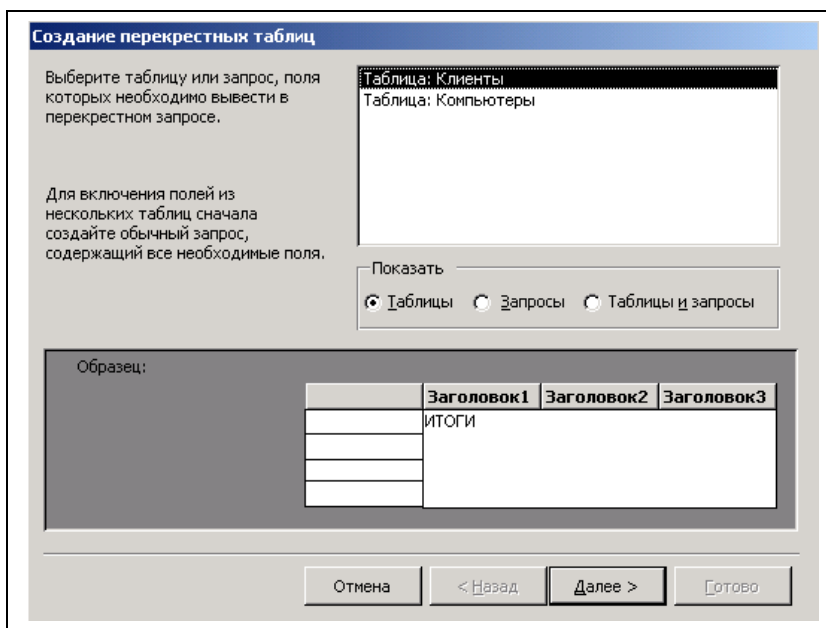 Создание перекрестных таблиц
Выберите таблицу или запрос, поля
которых необходимо вывести в
перекрестном запросе.
Для включения полей из
нескольких таблиц сначала
создайте обычный запрос,
содержащий все необходимые поля.
Таблица: Клиенты
Таблица: Компьютеры
Показать
Таблицы Запросы Таблицы и запросы
Образец:
Заголовок1 Заголовок2 Заголовок3
ИТОГИ
Отмена < Назад Далее > Готово